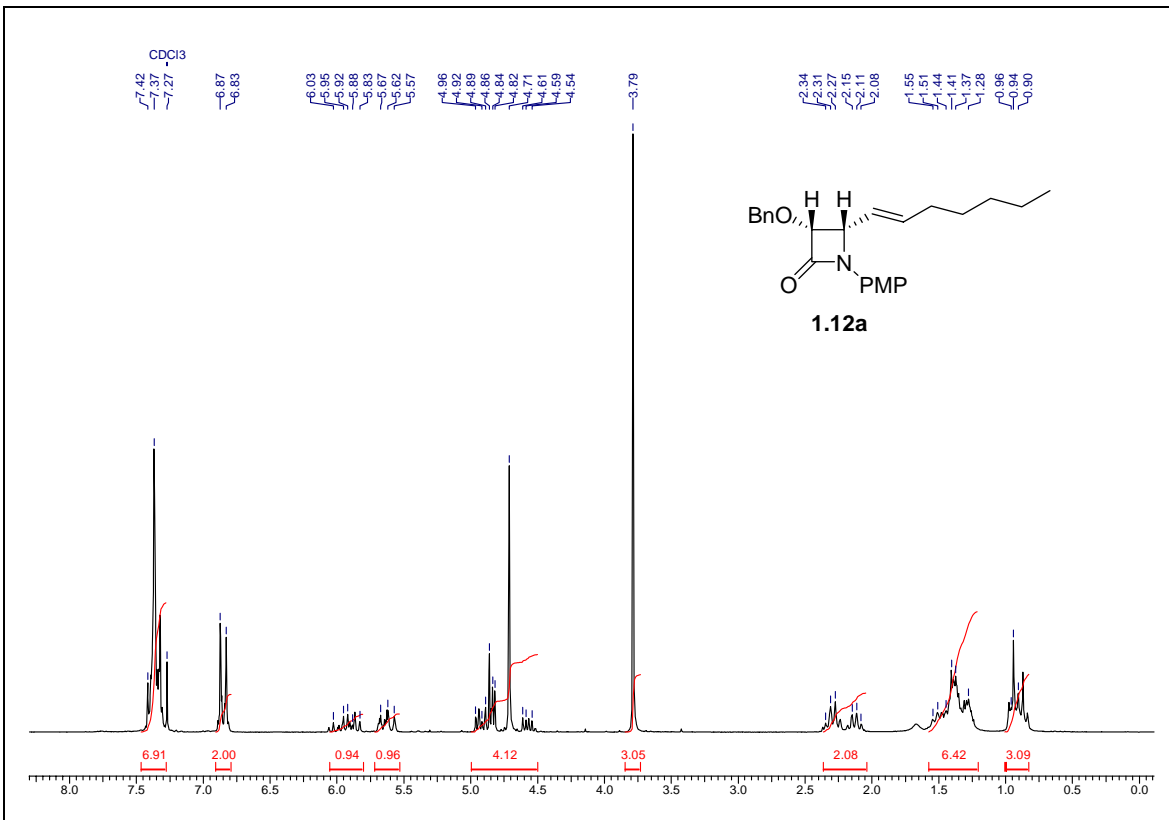 CDCl3
7.42 7.37 7.27 6.87 6.83 6.03 5.95 5.92 5.88 5.83 5.67 5.62 5.57 4.96 4.92 4.89 4.86 4.84 4.82 4.71 4.61 4.59 4.54 3.79 2.34 2.31 2.27 2.15 2.11 2.08 1.55 1.51 1.44 1.41 1.37 1.28 0.96 0.94 0.90
H H
BnO
N
O PMP
1.12a
6.91 2.00 0.94 0.96 4.12 3.05 2.08 6.42 3.09
8.0 7.5 7.0 6.5 6.0 5.5 5.0 4.5 4.0 3.5 3.0 2.5 2.0 1.5 1.0 0.5 0.0